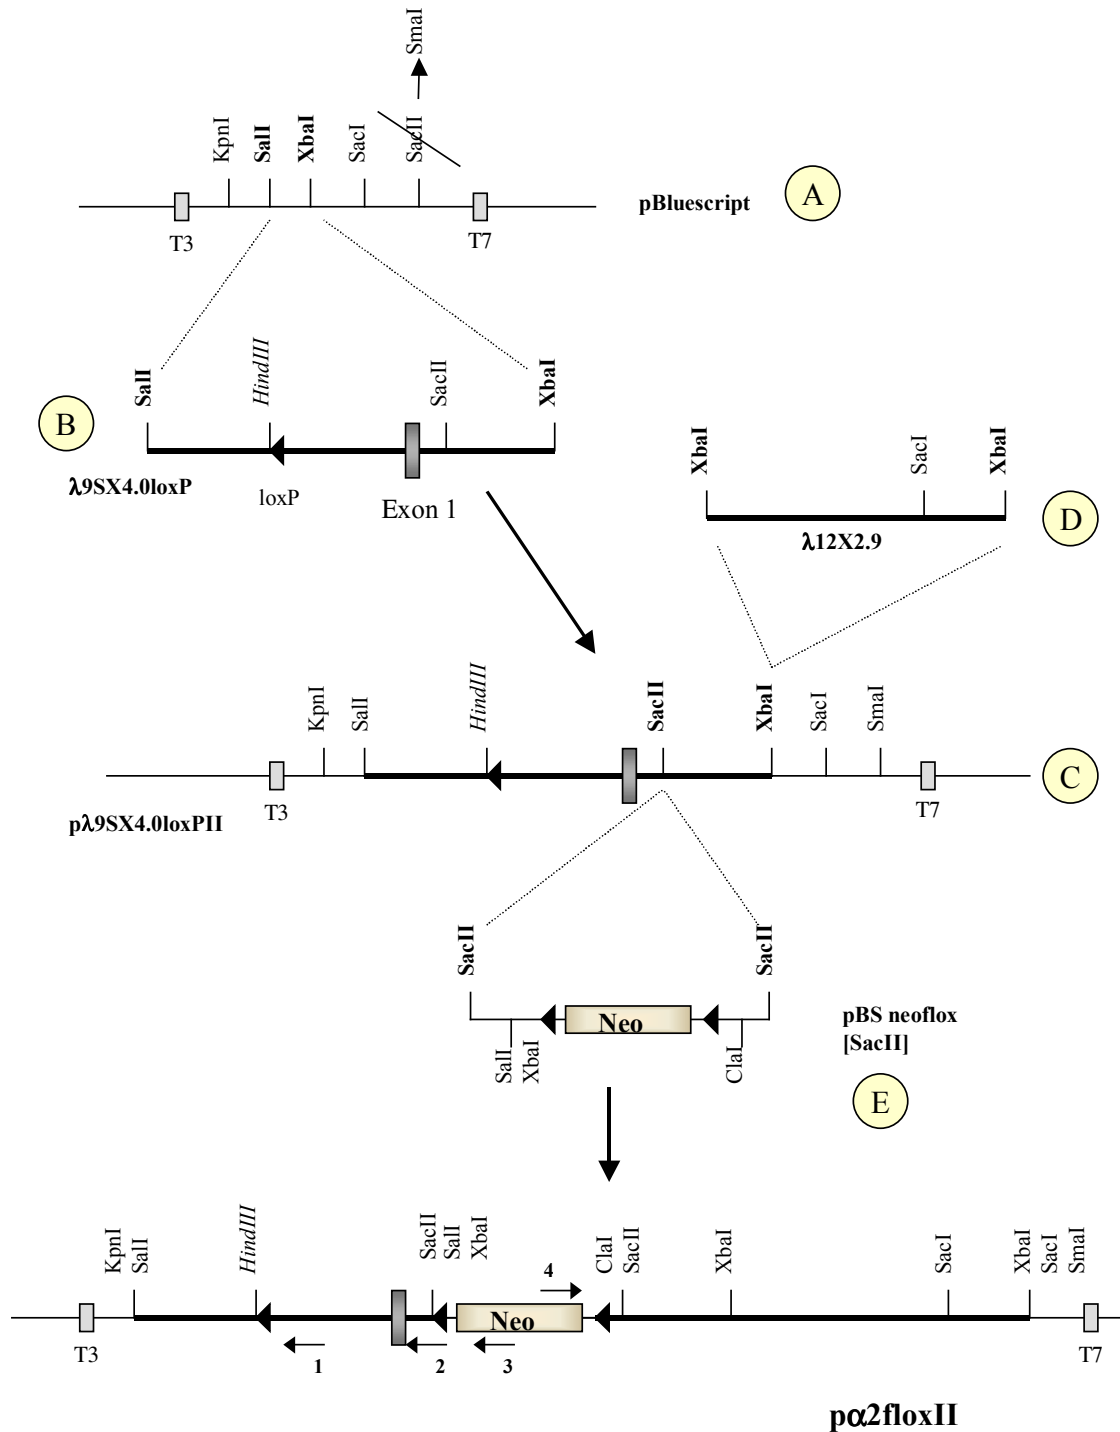 SmaI
KpnI SalI XbaI SacI SacII
pBluescript A
T3 T7
SalI HindIII SacII XbaI
B
λ9SX4.0loxP
loxP
Exon 1
XbaI SacI XbaI
D
λ12X2.9
KpnI SalI HindIII SacII XbaI SacI SmaI
C
T3 T7
pλ9SX4.0loxPII
SacII SacII
Neo
SalI XbaI ClaI
pBS neoflox
[SacII]
E
KpnI SalI HindIII SacII SalI XbaI ClaI SacII XbaI SacI XbaI SacI SmaI
4
Neo
T3 T7
1 2 3
pα2floxII